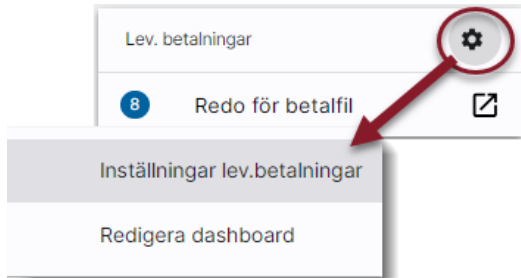 Lev. betalningar
8 Redo för betalfil
Inställningar lev.betalningar
Redigera dashboard